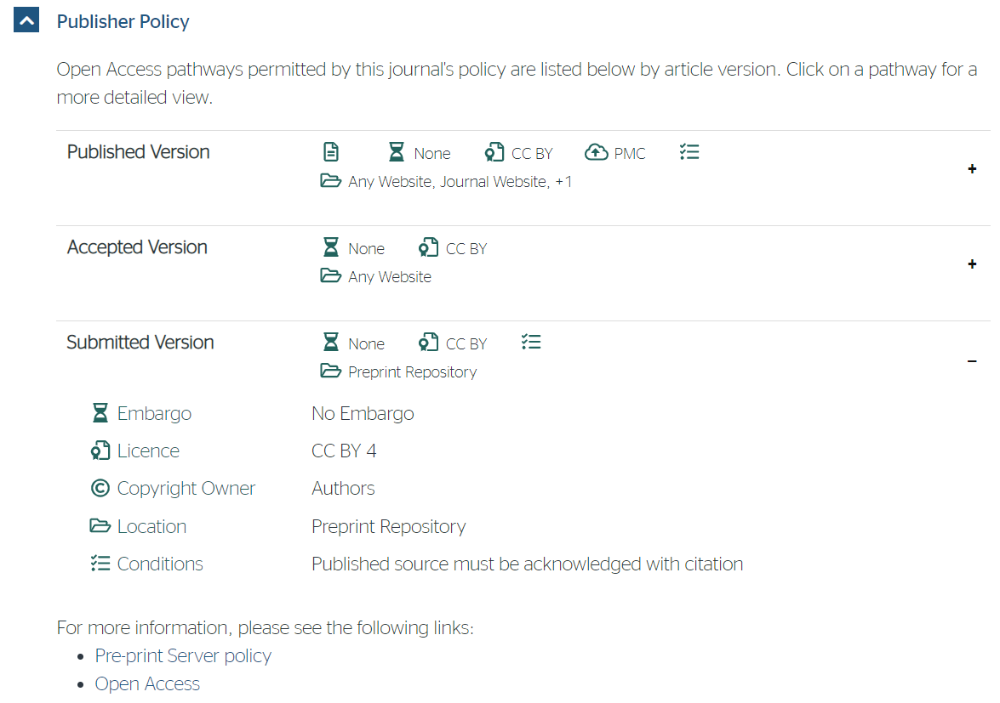 Publisher Policy
Open Access pathways permitted by this journal's policy are listed below by article version. Click on a pathway for a
more detailed view.
Published Version None CC BY PMC +
Any Website, Journal Website, +1
Accepted Version None CC BY +
Any Website
Submitted Version None CC BY −
Preprint Repository
Embargo No Embargo
Licence CC BY 4
© Copyright Owner Authors
Location Preprint Repository
Conditions Published source must be acknowledged with citation
For more information, please see the following links:
• Pre-print Server policy
• Open Access